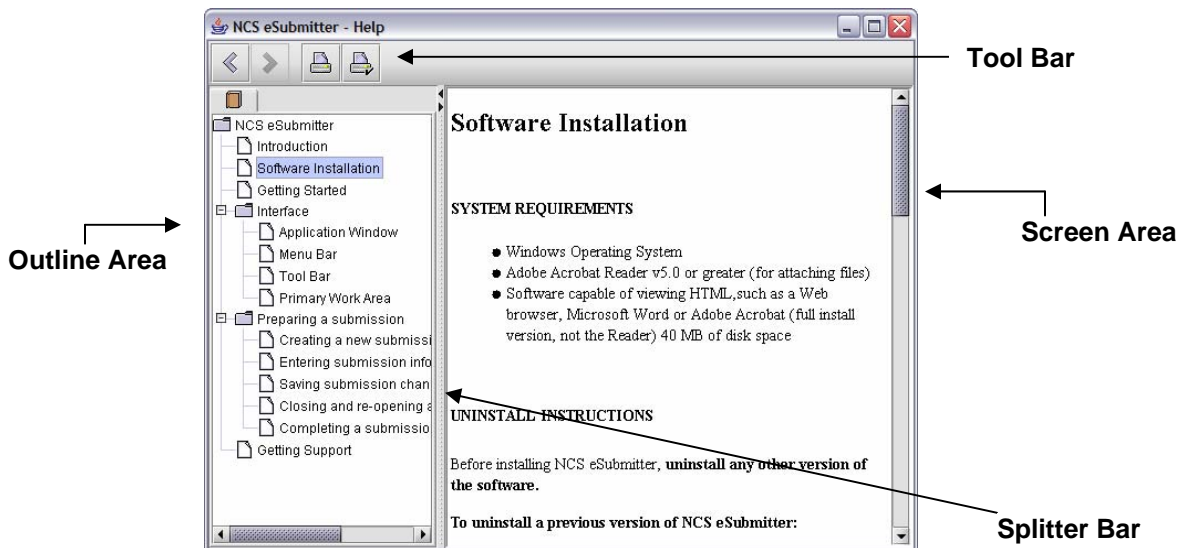 NCS eSubmitter - Help
Tool Bar
NCS eSubmitter
Introduction
Software Installation
Getting Started
Interface
Application Window
Menu Bar
Tool Bar
Primary Work Area
Preparing a submission
Creating a new submissi
Entering submission info
Saving submission chan
Closing and re-opening a
Completing a submissio
Getting Support
Outline Area
Software Installation
SYSTEM REQUIREMENTS
Windows Operating System
Adobe Acrobat Reader v5.0 or greater (for attaching files)
Software capable of viewing HTML,such as a Web
browser, Microsoft Word or Adobe Acrobat (full install
version, not the Reader) 40 MB of disk space
UNINSTALL INSTRUCTIONS
Before installing NCS eSubmitter, uninstall any other version of
the software.
To uninstall a previous version of NCS eSubmitter:
Screen Area
Splitter Bar